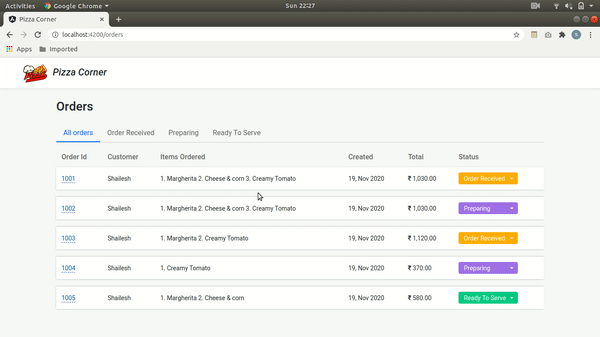 Activities Google Chrome Sun 22:27
Pizza Corner
localhost:4200/orders
Apps Imported
Pizza Corner
Orders
All orders Order Received Preparing Ready To Serve
Order Id Customer Items Ordered Created Total Status
1001 Shailesh 1. Margherita 2. Cheese & corn 3. Creamy Tomato 19, Nov 2020 ₹ 1,030.00 Order Received
1002 Shailesh 1. Margherita 2. Cheese & corn 3. Creamy Tomato 19, Nov 2020 ₹ 1,030.00 Preparing
1003 Shailesh 1. Margherita 2. Creamy Tomato 19, Nov 2020 ₹ 1,120.00 Order Received
1004 Shailesh 1. Creamy Tomato 19, Nov 2020 ₹ 370.00 Preparing
1005 Shailesh 1. Margherita 2. Cheese & corn 19, Nov 2020 ₹ 580.00 Ready To Serve